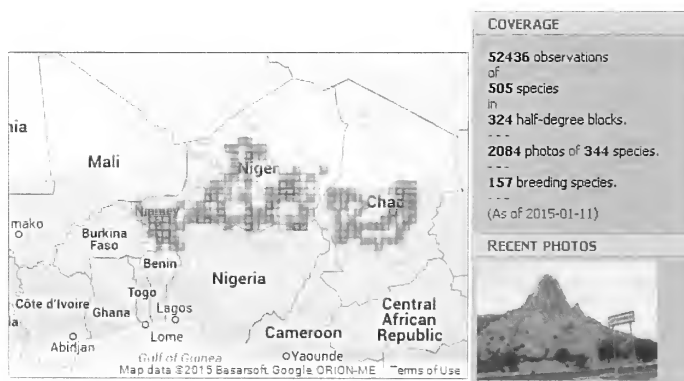 COVERAGE
52436 observations
of
505 species
in
324 half-degree blocks.
---
2084 photos of 344 species.
---
157 breeding species.
---
(As of 2015-01-11)
RECENT PHOTOS
nia
Mali
Niger
Chad
Niamey
mako
Burkina
Faso
Benin
Nigeria
Togo
Côte d'Ivoire
Ghana
Lagos
ia
Lome
Abidjan
Central
African
Republic
Cameroon
Gulf of Guinea
Yaounde
Map data ©2015 Basarsoft, Google, ORION-ME
Terms of Use